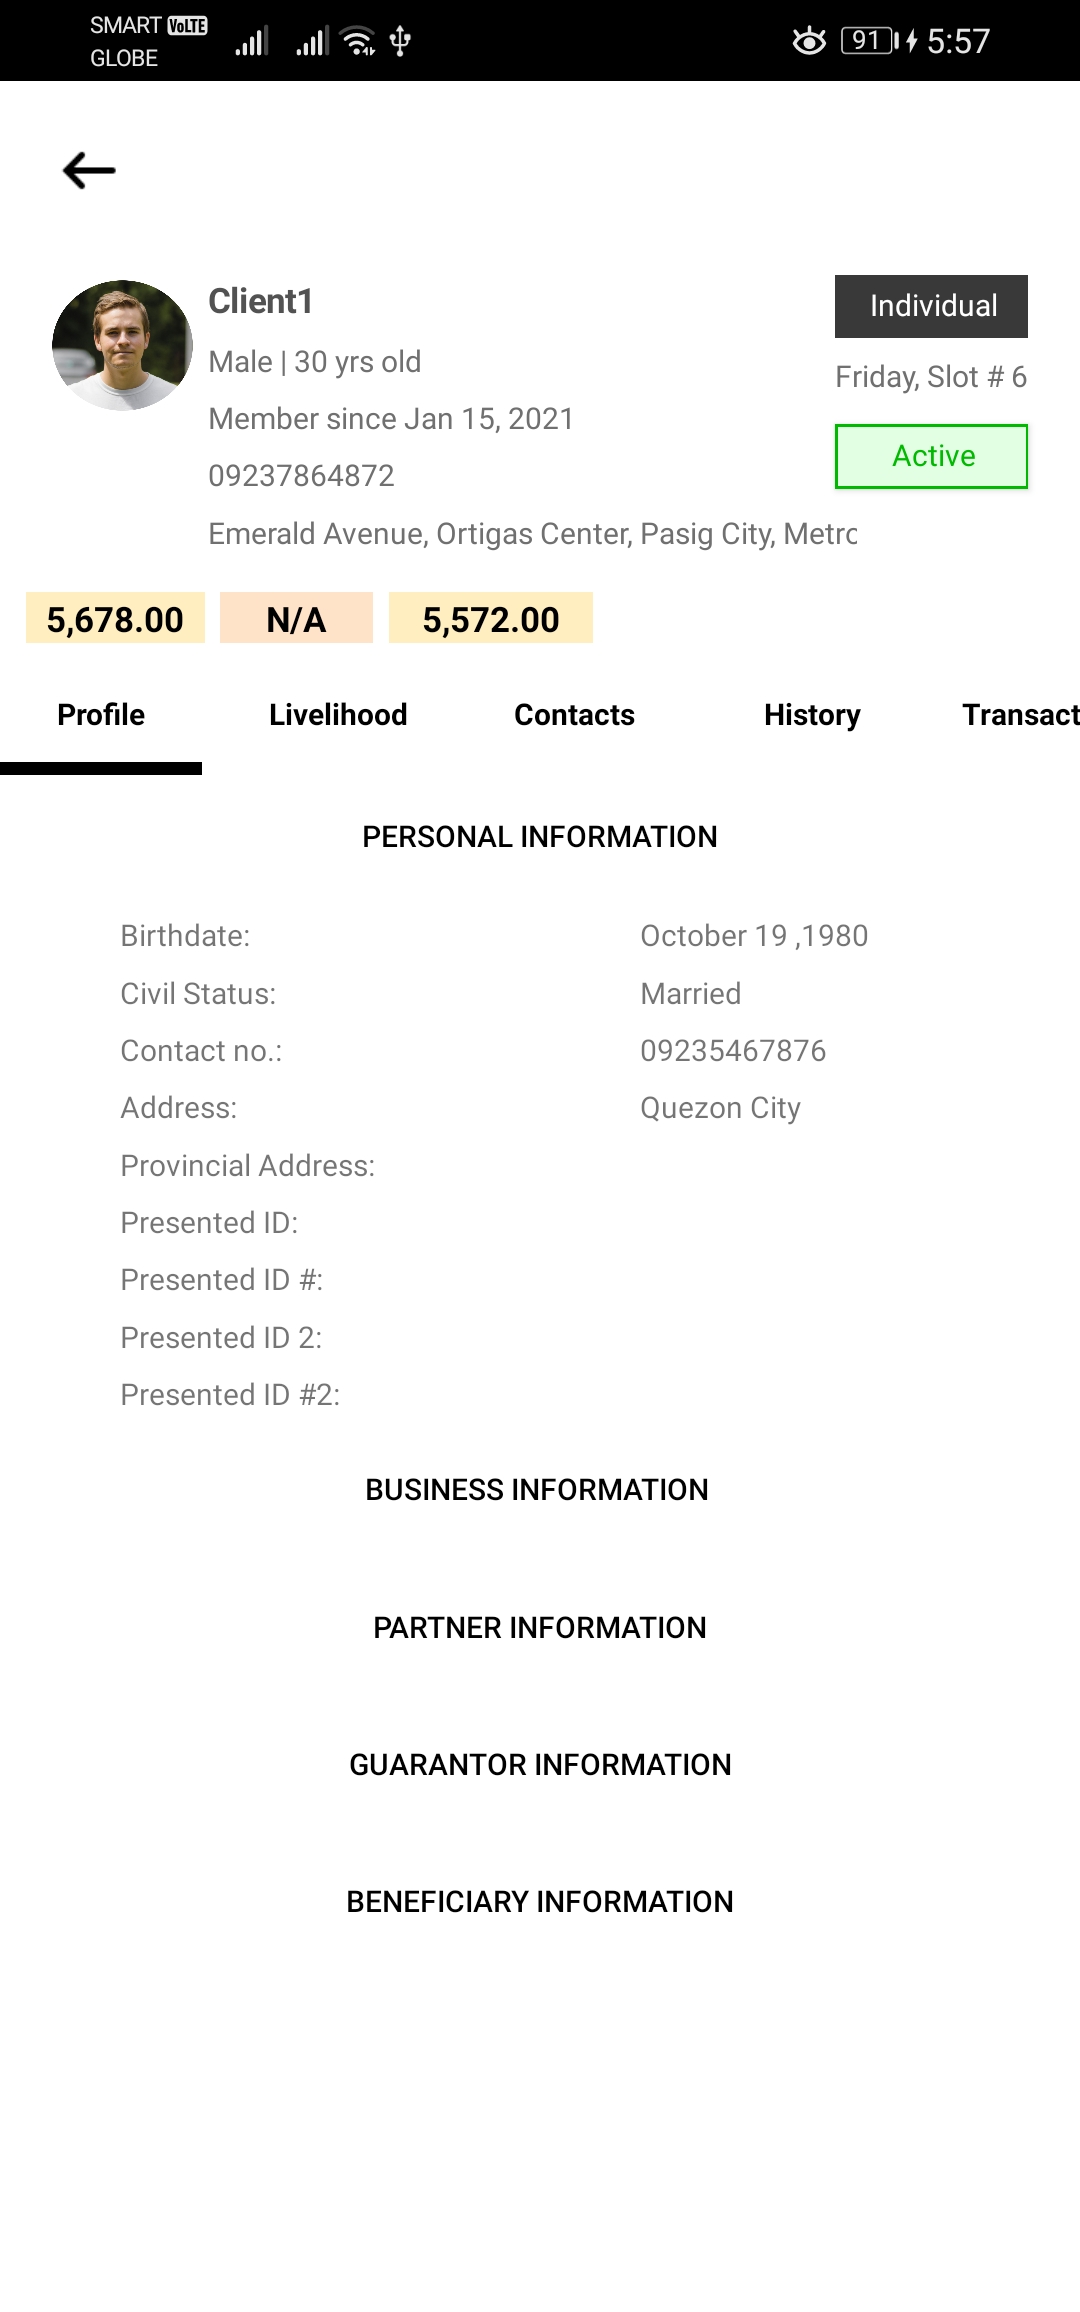 SMART VoLTE
GLOBE
91 5:57
Client1
Individual
Male | 30 yrs old
Friday, Slot # 6
Member since Jan 15, 2021
Active
09237864872
Emerald Avenue, Ortigas Center, Pasig City, Metro
5,678.00 N/A 5,572.00
Profile Livelihood Contacts History Transact
PERSONAL INFORMATION
Birthdate: October 19 ,1980
Civil Status: Married
Contact no.: 09235467876
Address: Quezon City
Provincial Address:
Presented ID:
Presented ID #:
Presented ID 2:
Presented ID #2:
BUSINESS INFORMATION
PARTNER INFORMATION
GUARANTOR INFORMATION
BENEFICIARY INFORMATION